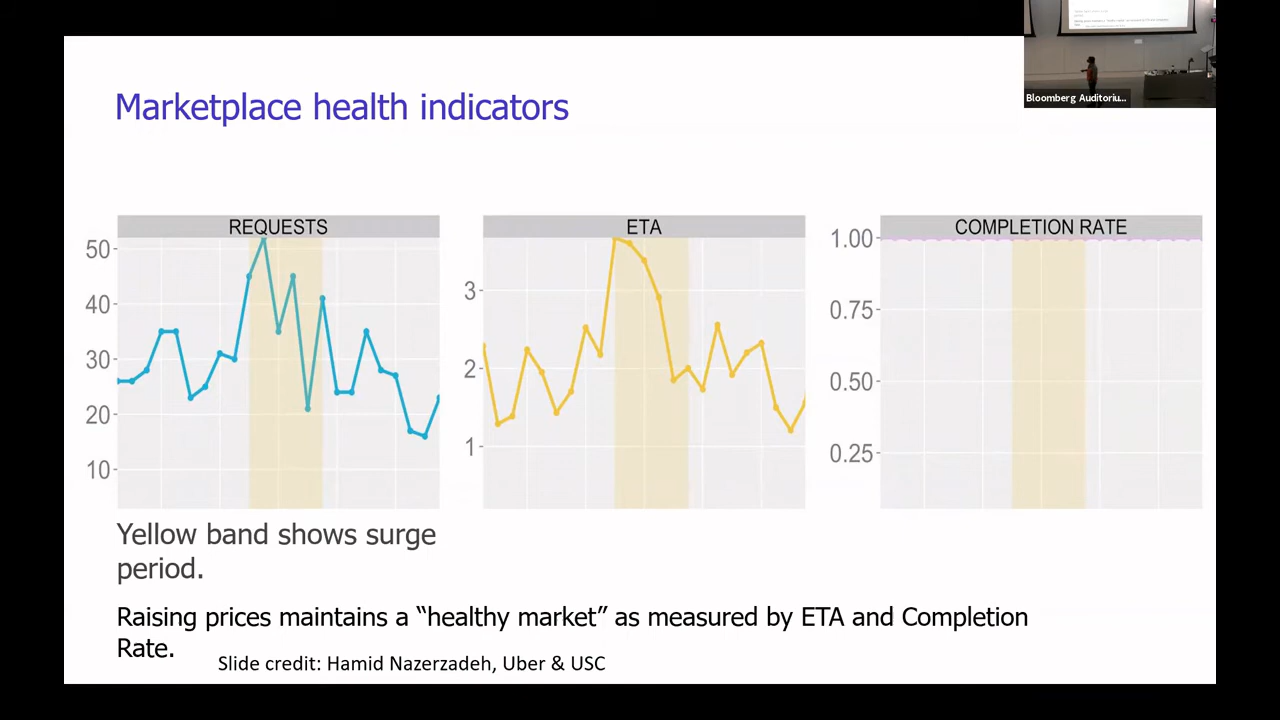 Bloomberg Auditoriu...
Marketplace health indicators
REQUESTS
50
40
30
20
10
ETA
3
2
1
COMPLETION RATE
1.00
0.75
0.50
0.25
Yellow band shows surge
period.
Raising prices maintains a “healthy market” as measured by ETA and Completion
Rate.
Slide credit: Hamid Nazerzadeh, Uber & USC